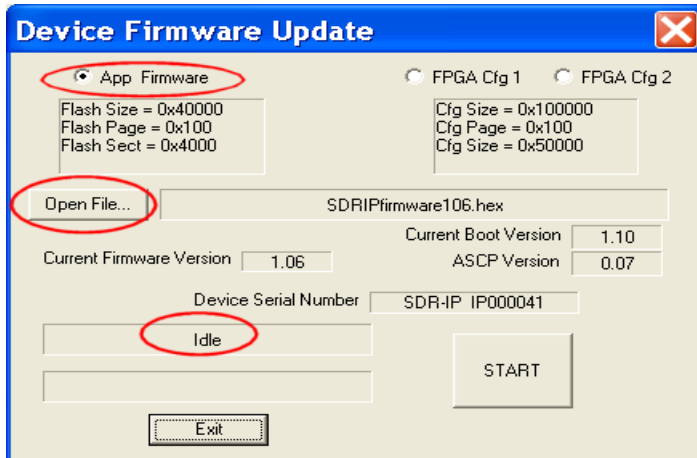 Device Firmware Update
App Firmware
FPGA Cfg 1
FPGA Cfg 2
Flash Size = 0x40000
Flash Page = 0x100
Flash Sect = 0x4000
Cfg Size = 0x100000
Cfg Page = 0x100
Cfg Size = 0x50000
Open File...
SDRIPfirmware106.hex
Current Boot Version 1.10
Current Firmware Version 1.06
ASCP Version 0.07
Device Serial Number SDR-IP IP000041
Idle
START
Exit